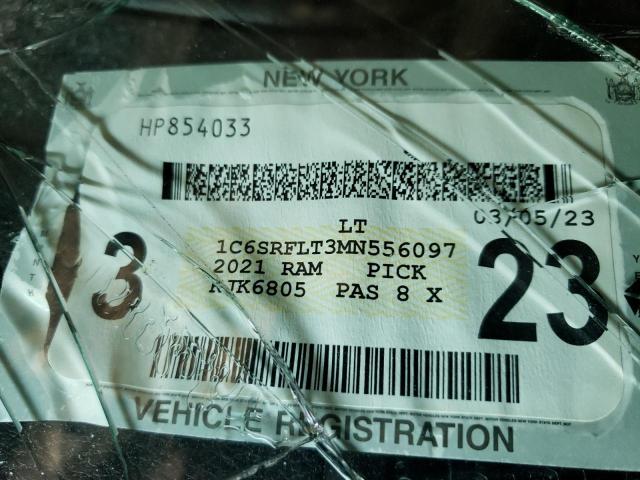 NEW YORK
HP854033
03/05/23
LT
1C6SRFLT3MN556097
2021 RAM PICK
PAS 8 X
3
23
VEHICLE REGISTRATION